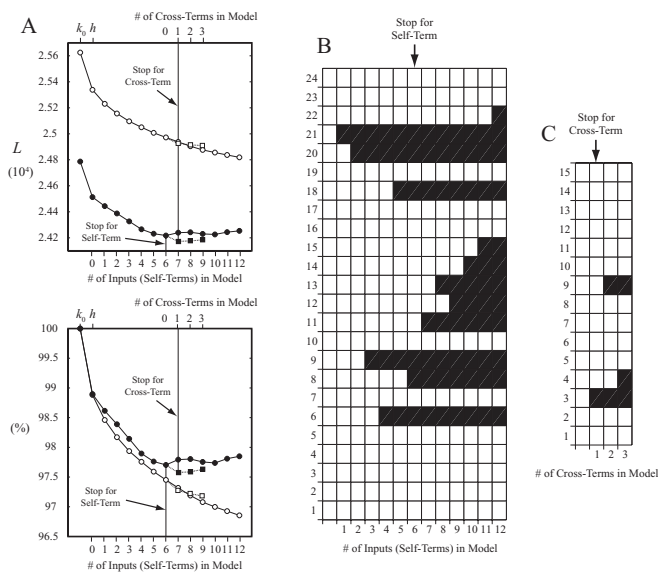 A
# of Cross-Terms in Model
k₀ h 0 1 2 3
2.56
2.54
2.52
2.5
2.48
2.46
2.44
2.42
L
(10⁴)
Stop for
Cross-Term
Stop for
Self-Term
0 1 2 3 4 5 6 7 8 9 10 11 12
# of Inputs (Self-Terms) in Model
# of Cross-Terms in Model
k₀ h 0 1 2 3
100
99.5
99
98.5
98
97.5
97
96.5
(%)
Stop for
Cross-Term
Stop for
Self-Term
0 1 2 3 4 5 6 7 8 9 10 11 12
# of Inputs (Self-Terms) in Model
B
Stop for
Self-Term
24
23
22
21
20
19
18
17
16
15
14
13
12
11
10
9
8
7
6
5
4
3
2
1
1 2 3 4 5 6 7 8 9 10 11 12
# of Inputs (Self-Terms) in Model
C
Stop for
Cross-Term
15
14
13
12
11
10
9
8
7
6
5
4
3
2
1
1 2 3
# of Cross-Terms in Model